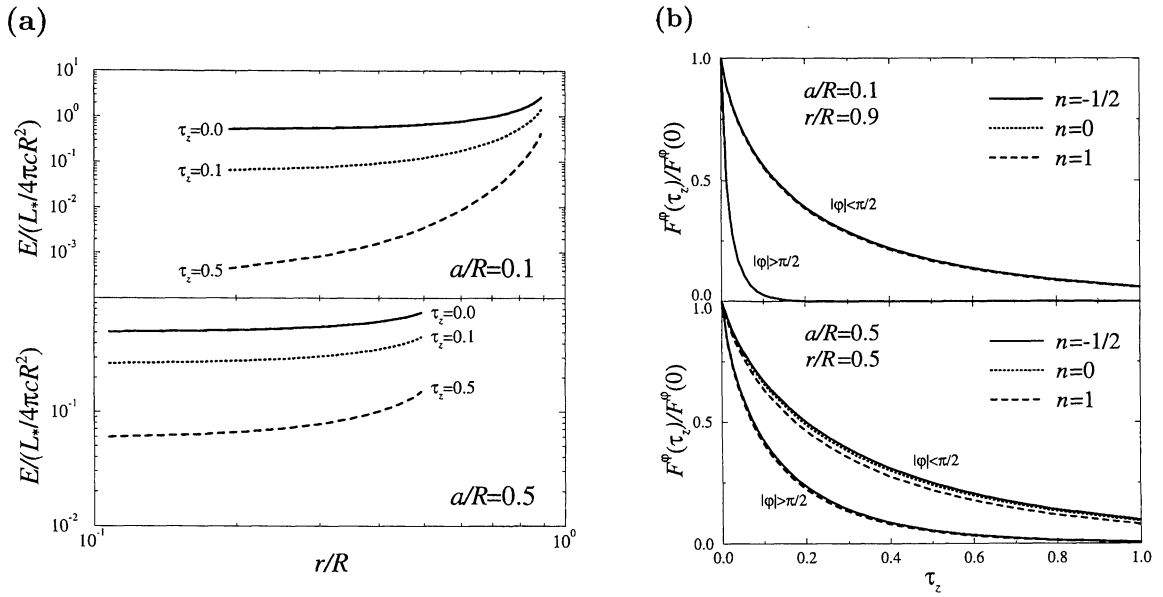 (a)
E/(L*/4πcR²)
10¹
10⁰
10⁻¹
10⁻²
10⁻³
τz=0.0
τz=0.1
τz=0.5
a/R=0.1
E/(L*/4πcR²)
10⁻¹
10⁻²
τz=0.0
τz=0.1
τz=0.5
a/R=0.5
10⁻¹
10⁰
r/R
(b)
F^φ(τz)/F^φ(0)
1.0
0.5
0.0
a/R=0.1
r/R=0.9
n=-1/2
n=0
n=1
|φ|<π/2
|φ|>π/2
F^φ(τz)/F^φ(0)
1.0
0.5
0.0
a/R=0.5
r/R=0.5
n=-1/2
n=0
n=1
|φ|<π/2
|φ|>π/2
0.0 0.2 0.4 0.6 0.8 1.0
τz